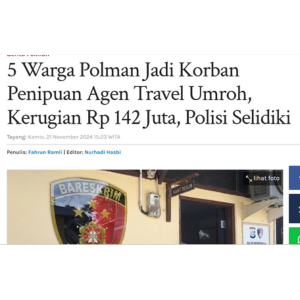 5 Warga Polman Jadi Korban
Penipuan Agen Travel Umroh,
Kerugian Rp 142 Juta, Polisi Selidiki
Tayang: Kamis, 21 November 2024 15:23 WITA
Penulis: Fahrun Ramli | Editor: Nurhadi Hasbi
lihat foto
BARESKRIM